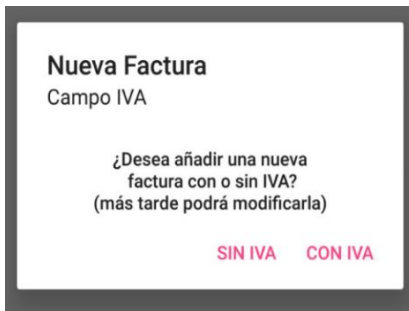 Nueva Factura
Campo IVA
¿Desea añadir una nueva
factura con o sin IVA?
(más tarde podrá modificarla)
SIN IVA CON IVA